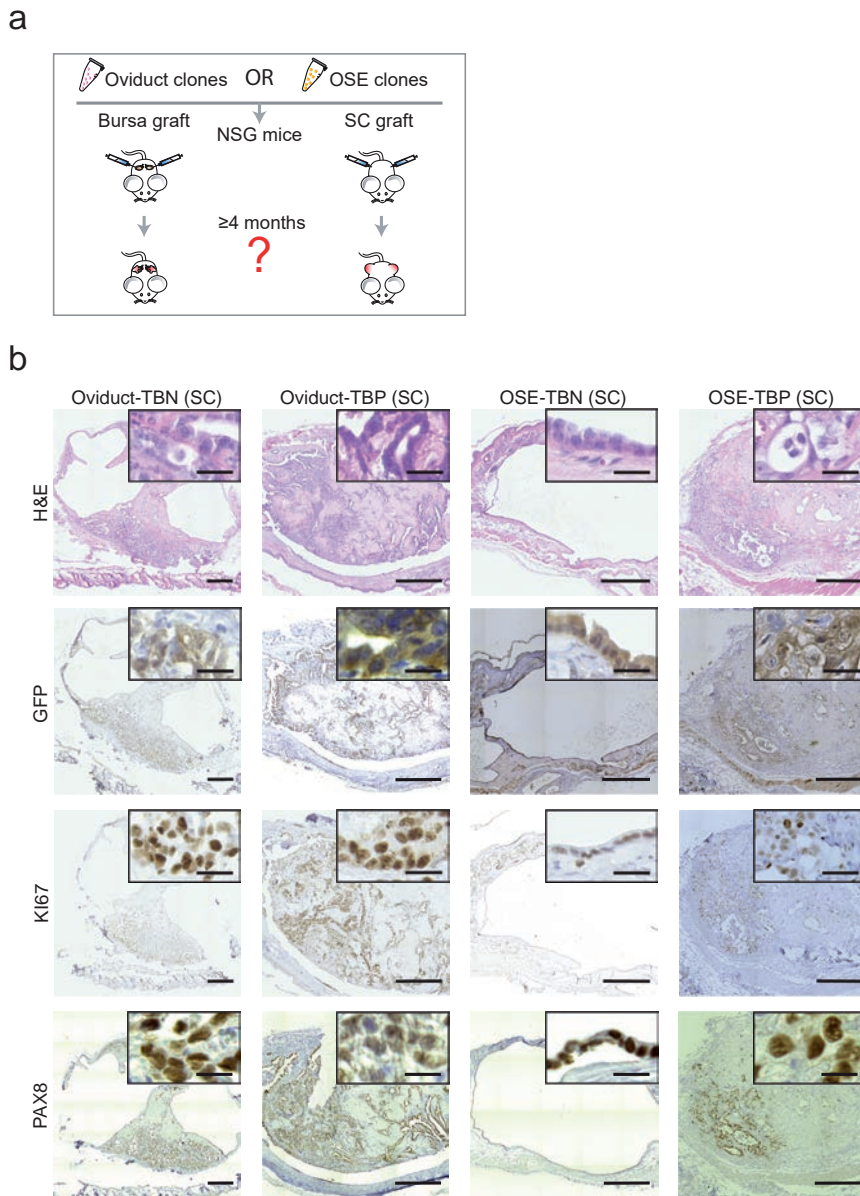 a
Oviduct clones OR OSE clones
Bursa graft
NSG mice
SC graft
≥4 months
?
b
Oviduct-TBN (SC) Oviduct-TBP (SC) OSE-TBN (SC) OSE-TBP (SC)
H&E
GFP
KI67
PAX8